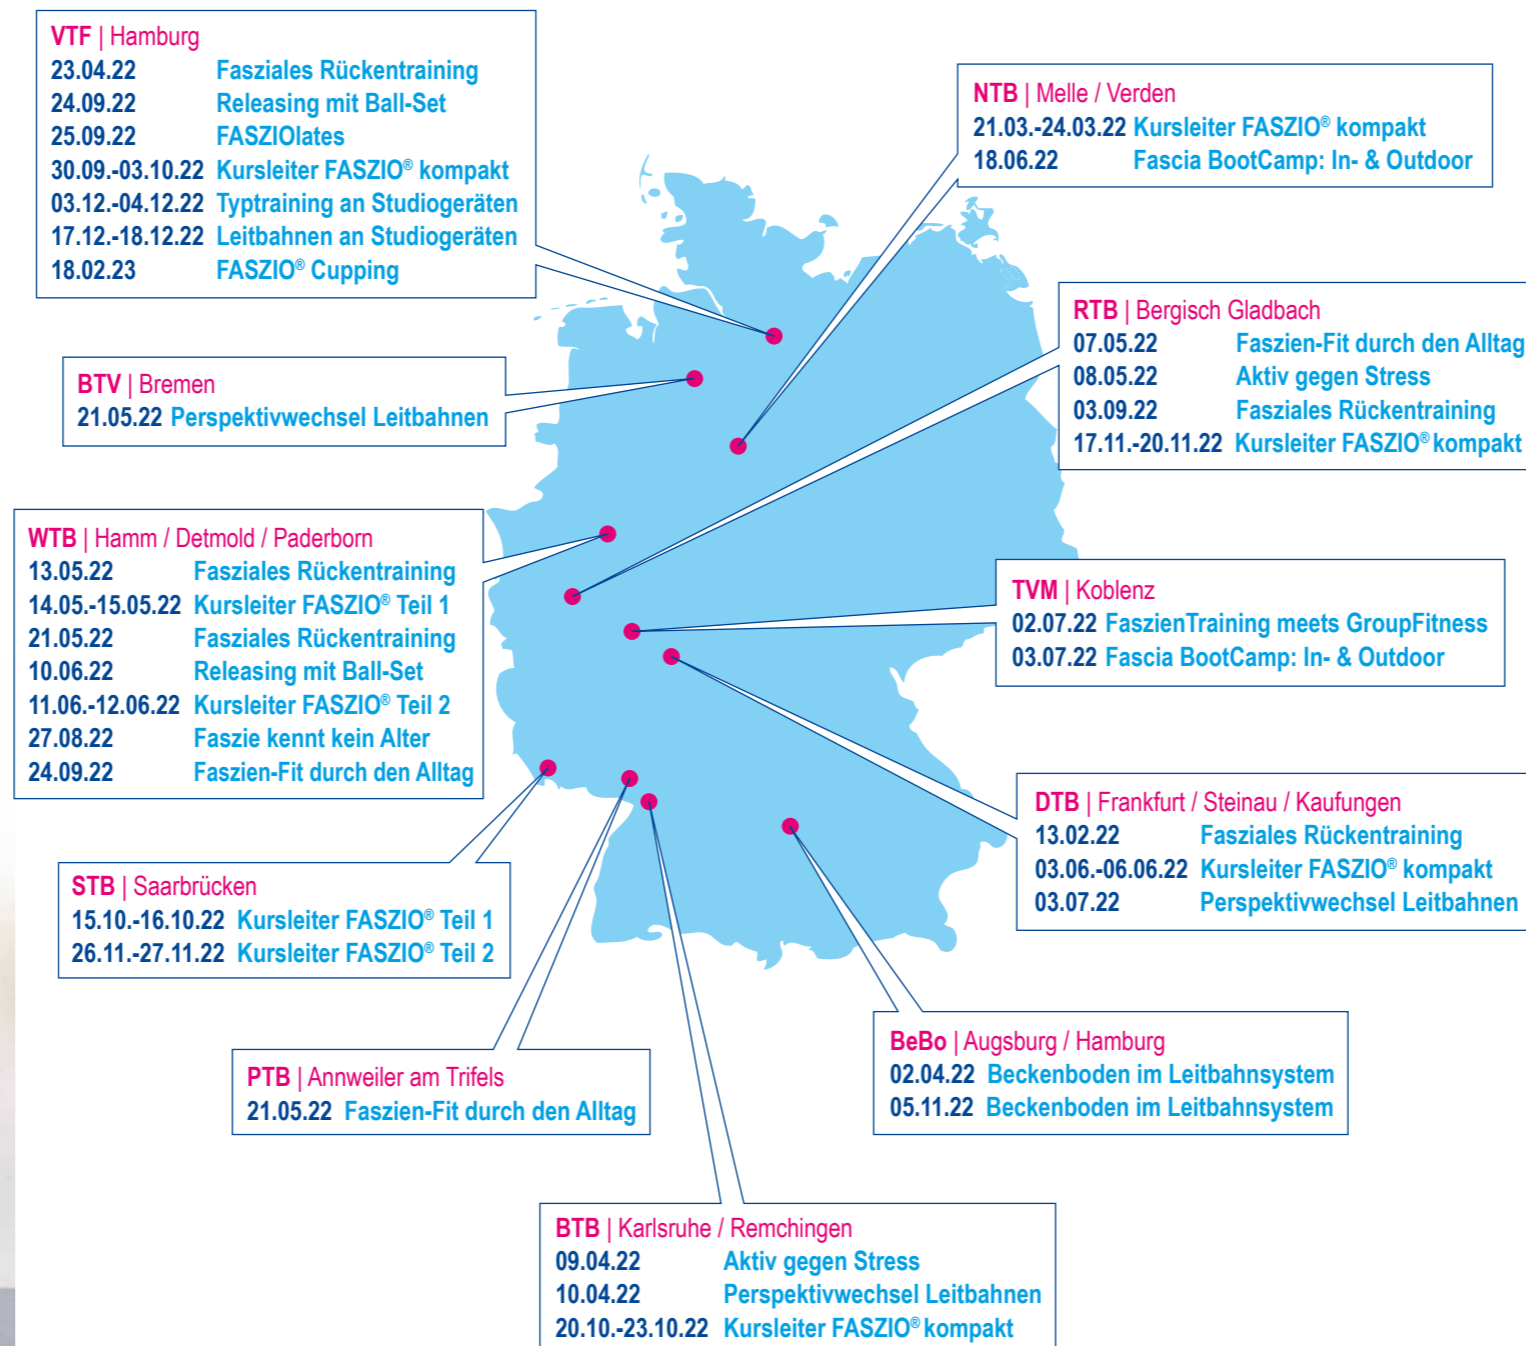 VTF | Hamburg
23.04.22 Fasziales Rückentraining
24.09.22 Releasing mit Ball-Set
25.09.22 FASZIOlates
30.09.-03.10.22 Kursleiter FASZIO® kompakt
03.12.-04.12.22 Typtraining an Studiogeräten
17.12.-18.12.22 Leitbahnen an Studiogeräten
18.02.23 FASZIO® Cupping
NTB | Melle / Verden
21.03.-24.03.22 Kursleiter FASZIO® kompakt
18.06.22 Fascia BootCamp: In- & Outdoor
RTB | Bergisch Gladbach
07.05.22 Faszien-Fit durch den Alltag
08.05.22 Aktiv gegen Stress
03.09.22 Fasziales Rückentraining
17.11.-20.11.22 Kursleiter FASZIO® kompakt
BTV | Bremen
21.05.22 Perspektivwechsel Leitbahnen
WTB | Hamm / Detmold / Paderborn
13.05.22 Fasziales Rückentraining
14.05.-15.05.22 Kursleiter FASZIO® Teil 1
21.05.22 Fasziales Rückentraining
10.06.22 Releasing mit Ball-Set
11.06.-12.06.22 Kursleiter FASZIO® Teil 2
27.08.22 Faszie kennt kein Alter
24.09.22 Faszien-Fit durch den Alltag
TVM | Koblenz
02.07.22 FaszienTraining meets GroupFitness
03.07.22 Fascia BootCamp: In- & Outdoor
DTB | Frankfurt / Steinau / Kaufungen
13.02.22 Fasziales Rückentraining
03.06.-06.06.22 Kursleiter FASZIO® kompakt
03.07.22 Perspektivwechsel Leitbahnen
STB | Saarbrücken
15.10.-16.10.22 Kursleiter FASZIO® Teil 1
26.11.-27.11.22 Kursleiter FASZIO® Teil 2
PTB | Annweiler am Trifels
21.05.22 Faszien-Fit durch den Alltag
BeBo | Augsburg / Hamburg
02.04.22 Beckenboden im Leitbahnsystem
05.11.22 Beckenboden im Leitbahnsystem
BTB | Karlsruhe / Remchingen
09.04.22 Aktiv gegen Stress
10.04.22 Perspektivwechsel Leitbahnen
20.10.-23.10.22 Kursleiter FASZIO® kompakt